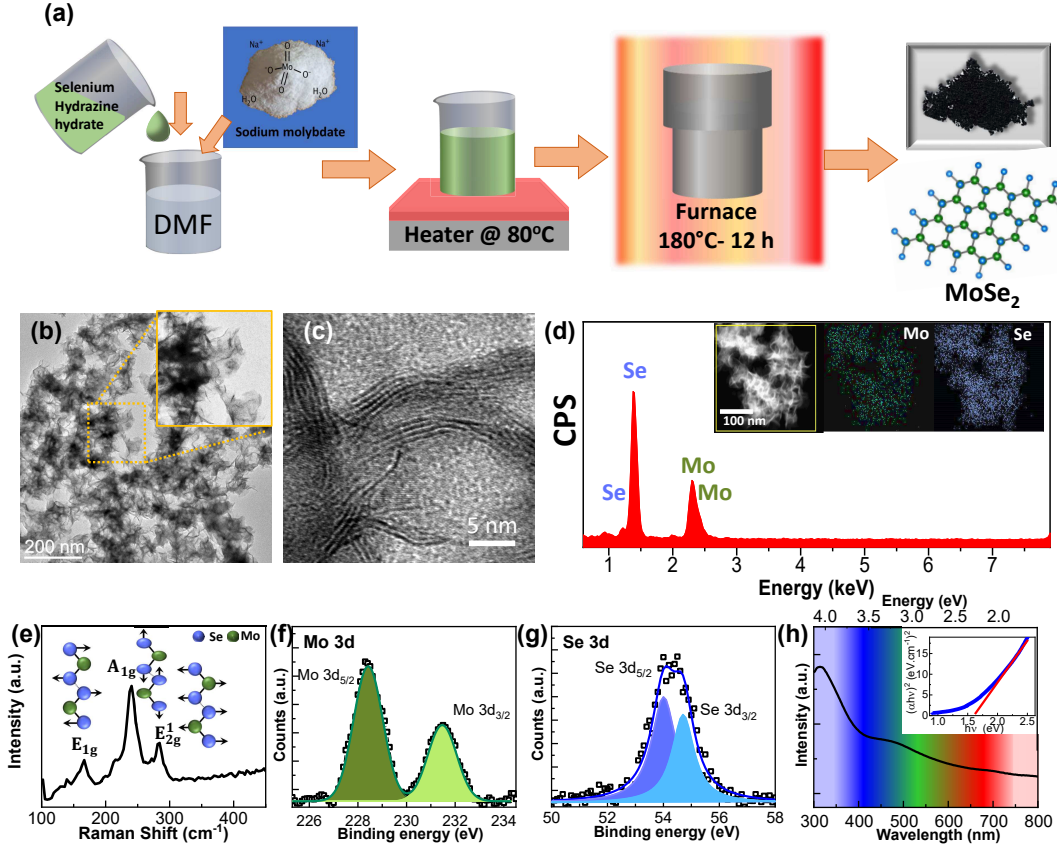 (a)
Selenium
Hydrazine
hydrate
Na⁺
Na⁺
O
⁻O
Mo
O⁻
O
H₂O
H₂O
Sodium molybdate
DMF
Heater @ 80°C
Furnace
180°C- 12 h
MoSe₂
(b)
200 nm
(c)
5 nm
(d)
CPS
Se
Se
Mo
Mo
100 nm
Mo
Se
1 2 3 4 5 6 7
Energy (keV)
(e)
Se Mo
A₁g
E₁g
E¹₂g
Intensity (a.u.)
100 200 300 400
Raman Shift (cm⁻¹)
(f)
Mo 3d
Mo 3d₅/₂
Mo 3d₃/₂
Counts (a.u.)
226 228 230 232 234
Binding energy (eV)
(g)
Se 3d
Se 3d₅/₂
Se 3d₃/₂
Counts (a.u.)
50 52 54 56 58
Binding energy (eV)
(h)
Energy (eV)
4.0 3.5 3.0 2.5 2.0
Intensity (a.u.)
(αhν)² (eV.cm⁻¹)²
15
10
5
0
1.0 1.5 2.0 2.5
hν (eV)
300 400 500 600 700 800
Wavelength (nm)